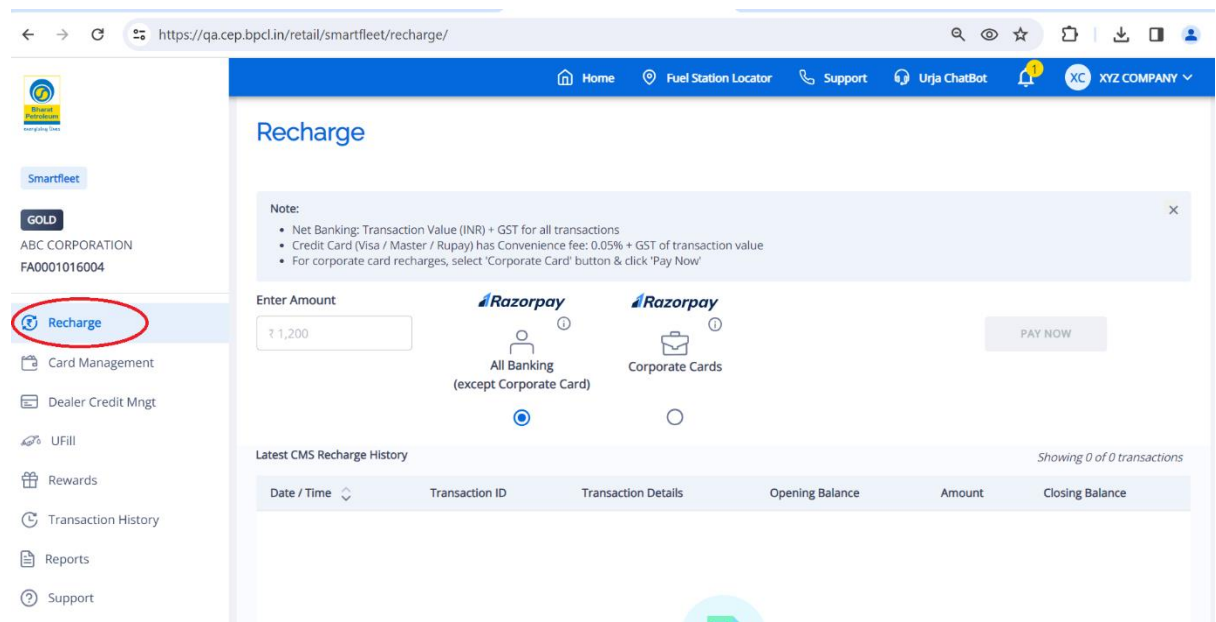 https://qa.cep.bpcl.in/retail/smartfleet/recharge/
Home Fuel Station Locator Support Urja ChatBot 1 XC XYZ COMPANY
Bharat
Petroleum
energising lives
Smartfleet
GOLD
ABC CORPORATION
FA0001016004
Recharge
Card Management
Dealer Credit Mngt
UFill
Rewards
Transaction History
Reports
Support
Recharge
Note:
• Net Banking: Transaction Value (INR) + GST for all transactions
• Credit Card (Visa / Master / Rupay) has Convenience fee: 0.05% + GST of transaction value
• For corporate card recharges, select 'Corporate Card' button & click 'Pay Now'
Enter Amount
₹ 1,200
Razorpay
All Banking
(except Corporate Card)
Razorpay
Corporate Cards
PAY NOW
Latest CMS Recharge History
Showing 0 of 0 transactions
Date / Time Transaction ID Transaction Details Opening Balance Amount Closing Balance